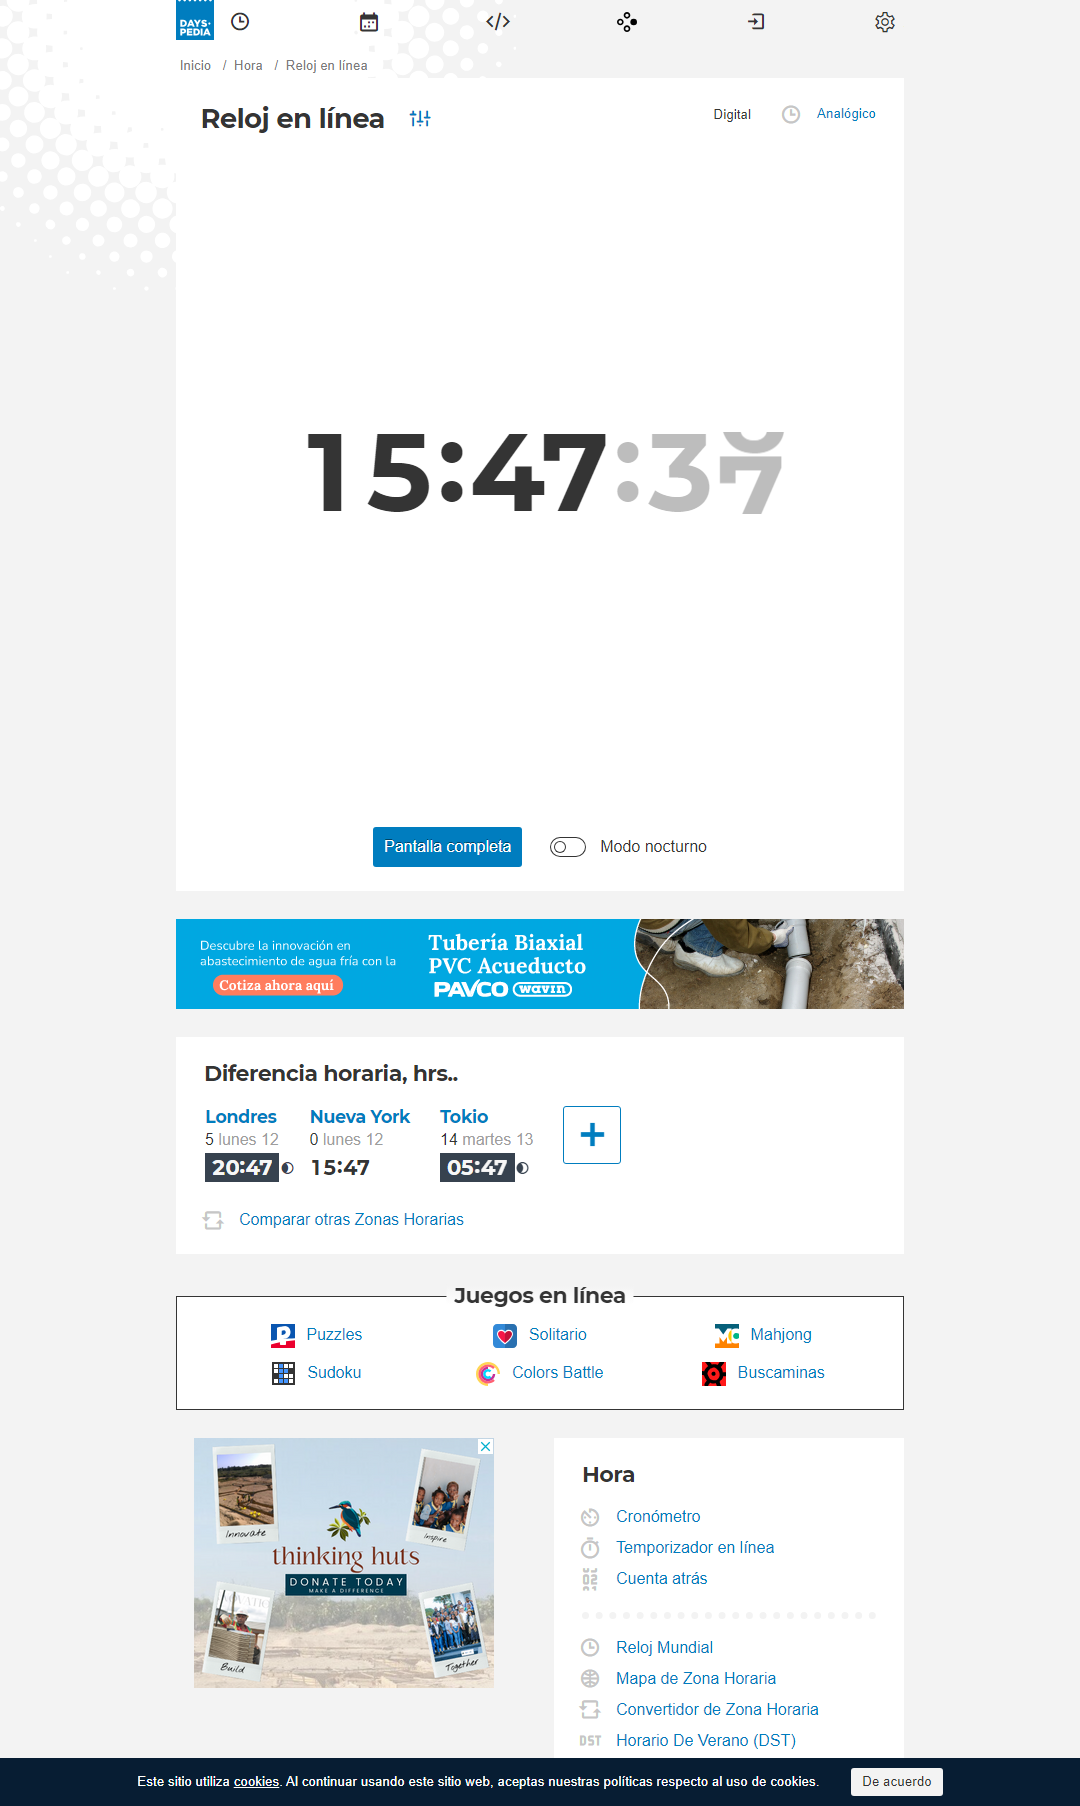 DAYS
PEDIA
Inicio / Hora / Reloj en línea
Reloj en línea
Digital
Analógico
15:47:37
Pantalla completa
Modo nocturno
Descubre la innovación en
abastecimiento de agua fría con la
Cotiza ahora aquí
Tubería Biaxial
PVC Acueducto
PAVCO wavin
Diferencia horaria, hrs..
Londres Nueva York Tokio
5 lunes 12 0 lunes 12 14 martes 13
20:47 15:47 05:47
Comparar otras Zonas Horarias
Juegos en línea
Puzzles Solitario Mahjong
Sudoku Colors Battle Buscaminas
Innovate
Inspire
thinking huts
DONATE TODAY
MAKE A DIFFERENCE
Build
Together
Hora
Cronómetro
Temporizador en línea
Cuenta atrás
Reloj Mundial
Mapa de Zona Horaria
Convertidor de Zona Horaria
DST Horario De Verano (DST)
Este sitio utiliza cookies. Al continuar usando este sitio web, aceptas nuestras políticas respecto al uso de cookies.
De acuerdo